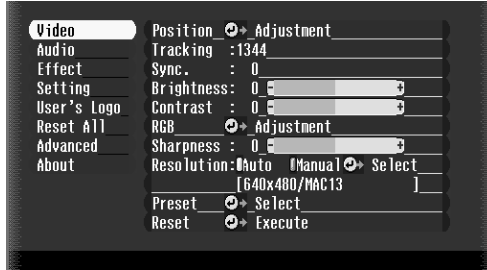 Video
Audio
Effect
Setting
User's Logo
Reset All
Advanced
About
Position Adjustment
Tracking :1344
Sync. : 0
Brightness: 0 - +
Contrast : 0 - +
RGB Adjustment
Sharpness : 0 - +
Resolution: Auto Manual Select
[640x480/MAC13 ]
Preset Select
Reset Execute